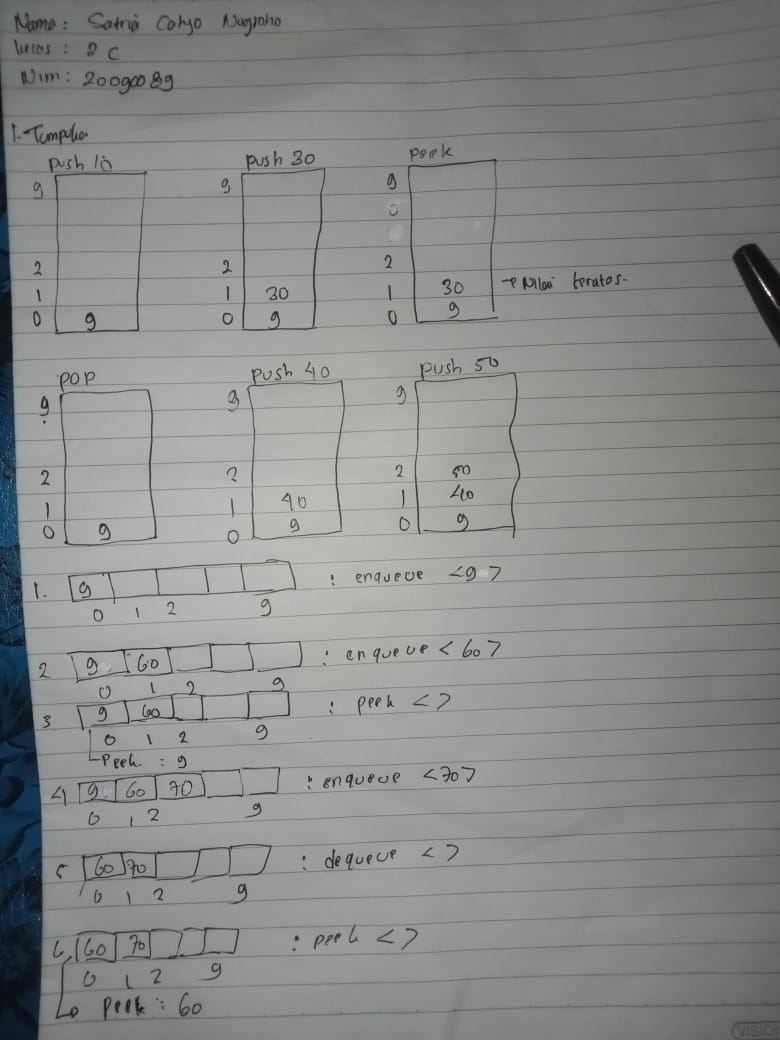 Nama : Satria Cahyo Nugroho
Kelas : 2 C
Nim : 20090089
1. Tumpukan
push 10 push 30 peek
9 9 9
2 2 2
1 1 30 1 30 → Nilai teratas.
0 9 0 9 0 9
pop push 40 push 50
9 9 9
2 2 2 50
1 1 40 1 40
0 9 0 9 0 9
1. 9 : enqueue <9>
0 1 2 9
2 9 60 : enqueue <60>
0 1 2 9
3 9 60 : peek <>
0 1 2 9
Peek : 9
4 9 60 70 : enqueue <70>
0 1 2 9
5 60 70 : dequeue <>
0 1 2 9
6. 60 70 : peek <>
0 1 2 9
Peek : 60
VISION